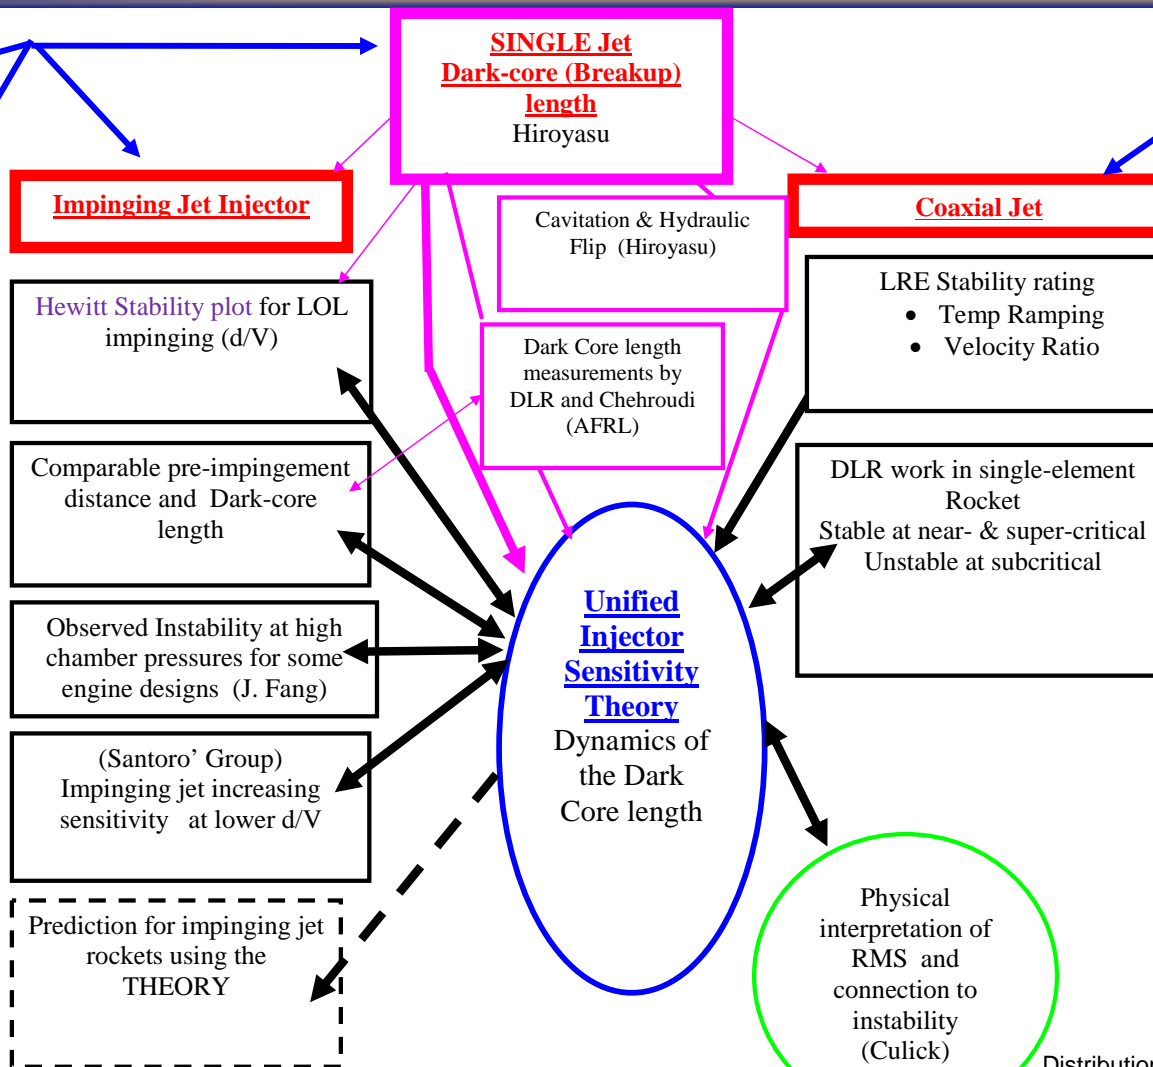 SINGLE Jet
Dark-core (Breakup)
length
Hiroyasu
Impinging Jet Injector
Cavitation & Hydraulic
Flip (Hiroyasu)
Coaxial Jet
Hewitt Stability plot for LOL
impinging (d/V)
LRE Stability rating
• Temp Ramping
• Velocity Ratio
Dark Core length
measurements by
DLR and Chehroudi
(AFRL)
Comparable pre-impingement
distance and Dark-core
length
DLR work in single-element
Rocket
Stable at near- & super-critical
Unstable at subcritical
Observed Instability at high
chamber pressures for some
engine designs (J. Fang)
Unified
Injector
Sensitivity
Theory
Dynamics of
the Dark
Core length
(Santoro’ Group)
Impinging jet increasing
sensitivity at lower d/V
Prediction for impinging jet
rockets using the
THEORY
Physical
interpretation of
RMS and
connection to
instability
(Culick)
Distribution